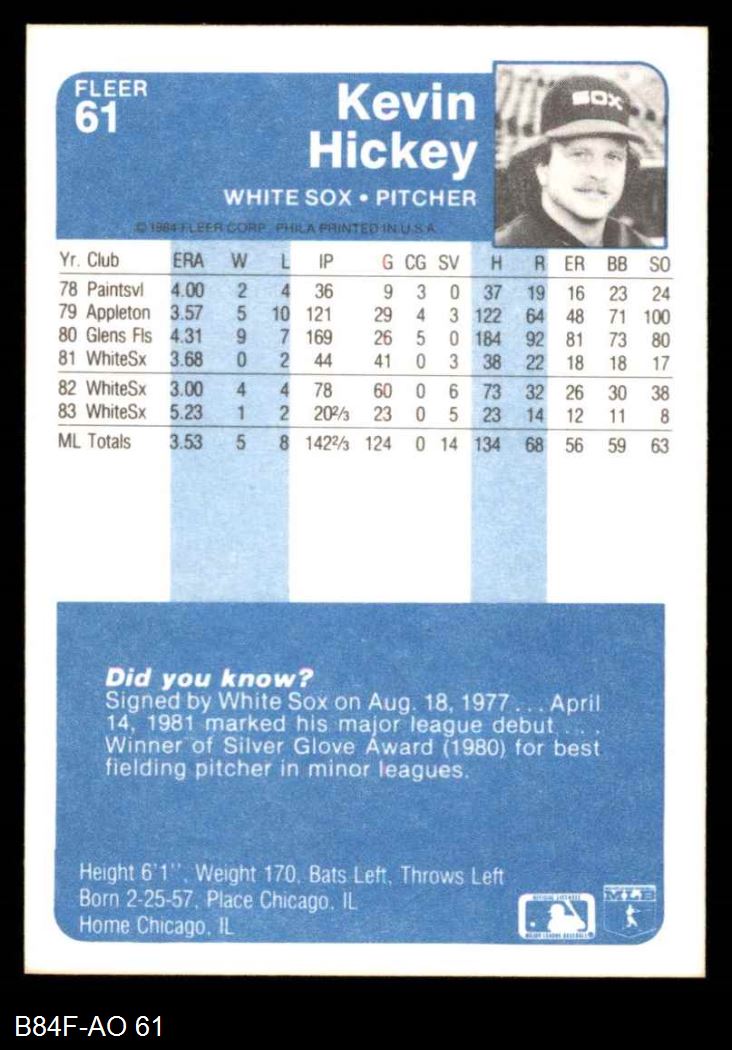 FLEER
61
Kevin
Hickey
WHITE SOX • PITCHER
© 1984 FLEER CORP. PHILA PRINTED IN U.S.A.
SOX
Yr. Club ERA W L IP G CG SV H R ER BB SO
78 Paintsvl 4.00 2 4 36 9 3 0 37 19 16 23 24
79 Appleton 3.57 5 10 121 29 4 3 122 64 48 71 100
80 Glens Fls 4.31 9 7 169 26 5 0 184 92 81 73 80
81 WhiteSx 3.68 0 2 44 41 0 3 38 22 18 18 17
82 WhiteSx 3.00 4 4 78 60 0 6 73 32 26 30 38
83 WhiteSx 5.23 1 2 20 2/3 23 0 5 23 14 12 11 8
ML Totals 3.53 5 8 142 2/3 124 0 14 134 68 56 59 63
Did you know?
Signed by White Sox on Aug. 18, 1977 . . . April
14, 1981 marked his major league debut . . .
Winner of Silver Glove Award (1980) for best
fielding pitcher in minor leagues.
Height 6'1'', Weight 170, Bats Left, Throws Left
Born 2-25-57, Place Chicago, IL
Home Chicago, IL
OFFICIAL LICENSEE
MAJOR LEAGUE BASEBALL
B84F-AO 61